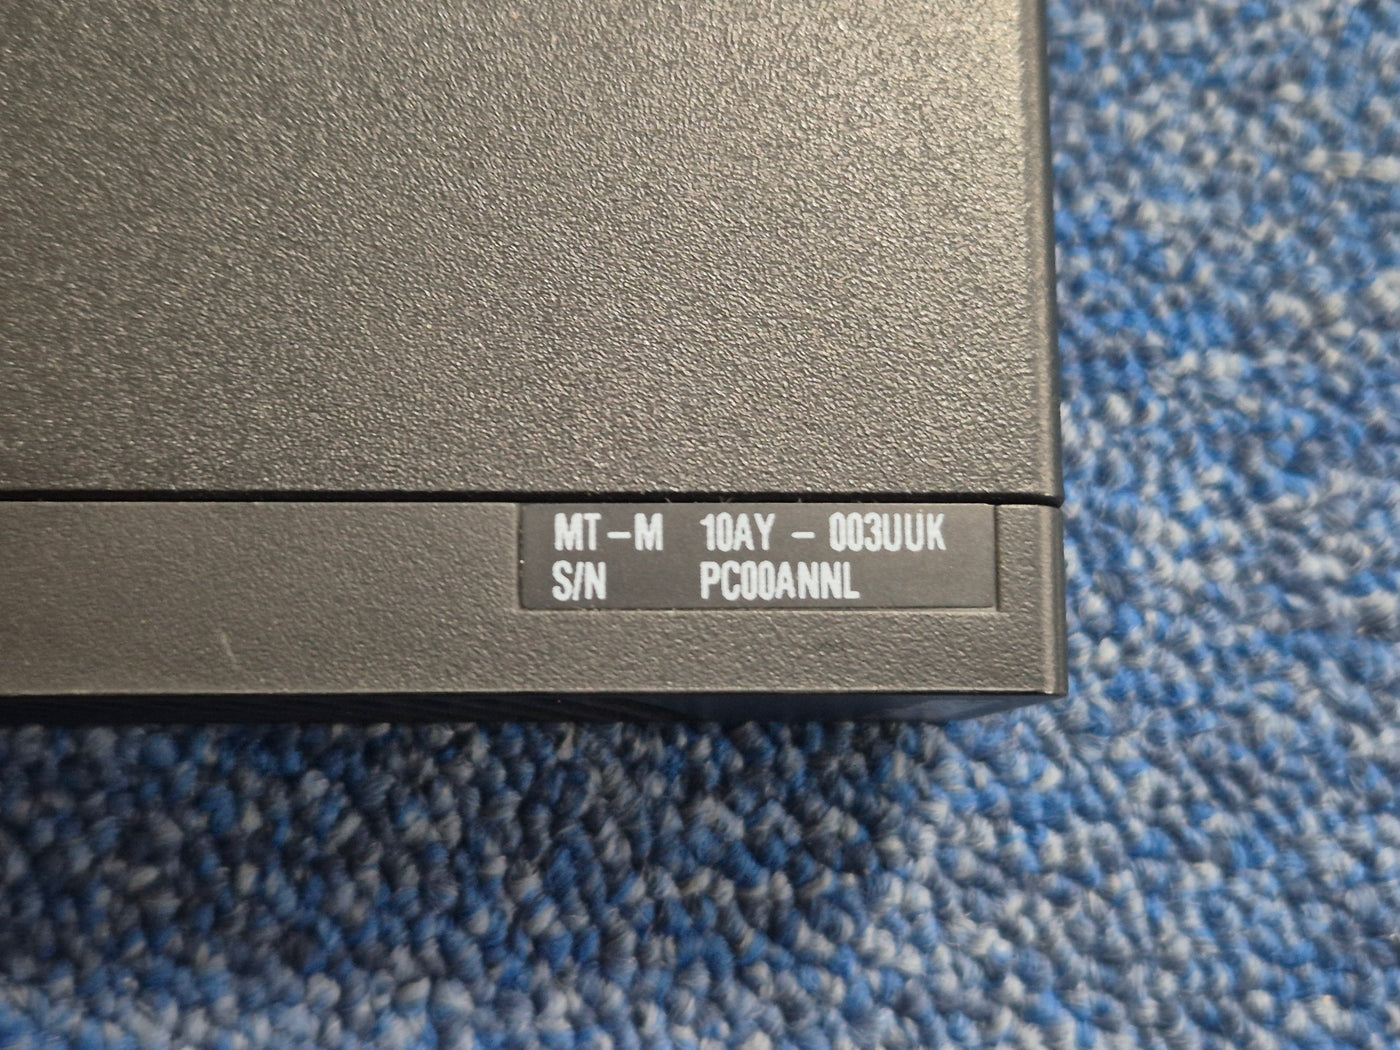 MT-M 10AY - 003UUK
S/N PC00ANNL